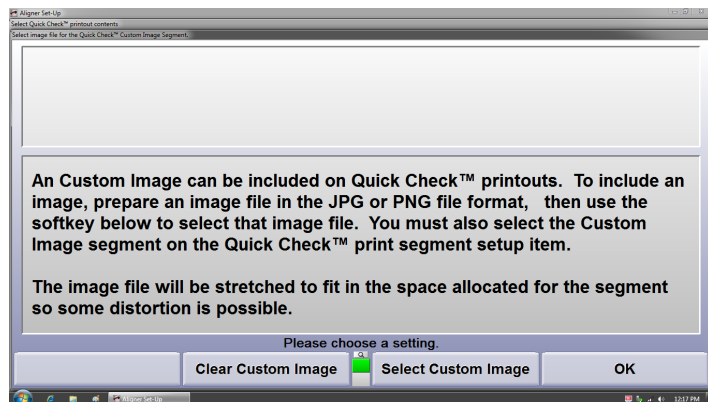 Aligner Set-Up
Select Quick Check™ printout contents
Select image file for the Quick Check™ Custom Image Segment.
An Custom Image can be included on Quick Check™ printouts. To include an
image, prepare an image file in the JPG or PNG file format, then use the
softkey below to select that image file. You must also select the Custom
Image segment on the Quick Check™ print segment setup item.
The image file will be stretched to fit in the space allocated for the segment
so some distortion is possible.
Please choose a setting.
Clear Custom Image
Select Custom Image
OK
Aligner Set-Up
12:17 PM